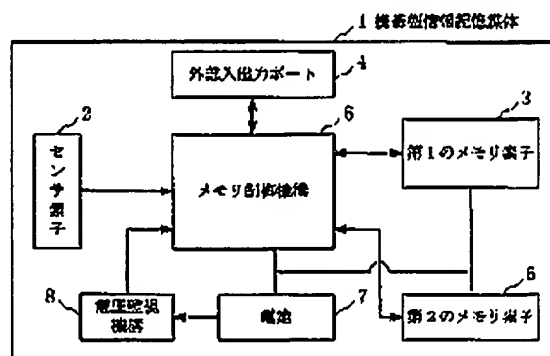 1 携帯型情報記憶媒体
外部入出力ポート
4
2
センサ素子
6
メモリ制御機構
3
第1のメモリ素子
8
電圧監視機構
電池
7
第2のメモリ素子
5